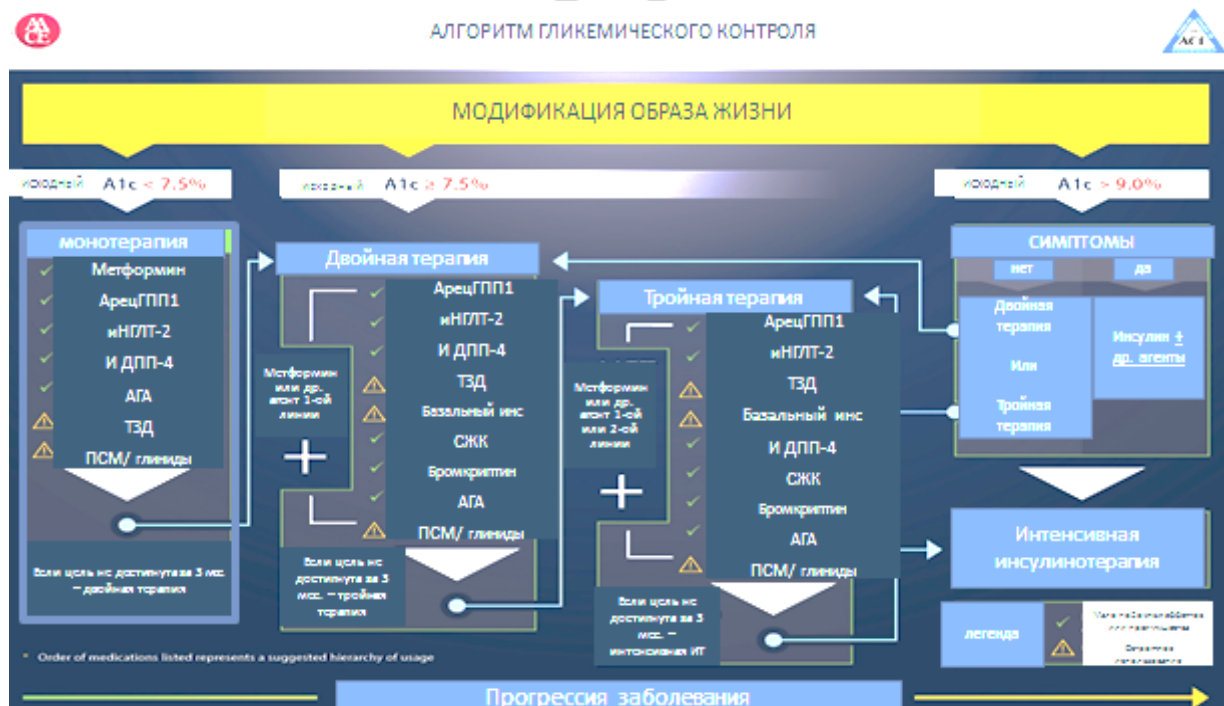 АЛГОРИТМ ГЛИКЕМИЧЕСКОГО КОНТРОЛЯ
МОДИФИКАЦИЯ ОБРАЗА ЖИЗНИ
исходный A1c < 7.5%
исходный A1c ≥ 7.5%
исходный A1c > 9.0%
монотерапия
Метформин
АрецГПП1
иНГЛТ-2
И ДПП-4
АГА
ТЗД
ПСМ/ глиниды
Если цель не достигнута за 3 мес.
– двойная терапия
Двойная терапия
Метформин
или др.
агент 1-ой
линии
+
АрецГПП1
иНГЛТ-2
И ДПП-4
ТЗД
Базальный инс
СЖК
Бромкриптин
АГА
ПСМ/ глиниды
Если цель не
достигнута за 3
мес. – тройная
терапия
Тройная терапия
Метформин
или др.
агент 1-ой
или 2-ой
линии
+
АрецГПП1
иНГЛТ-2
ТЗД
Базальный инс
И ДПП-4
СЖК
Бромкриптин
АГА
ПСМ/ глиниды
Если цель не
достигнута за 3
мес. –
интенсивная ИТ
СИМПТОМЫ
нет
да
Двойная
терапия
Или
Тройная
терапия
Инсулин ±
др. агенты
Интенсивная
инсулинотерапия
легенда
* Order of medications listed represents a suggested hierarchy of usage
Прогрессия заболевания